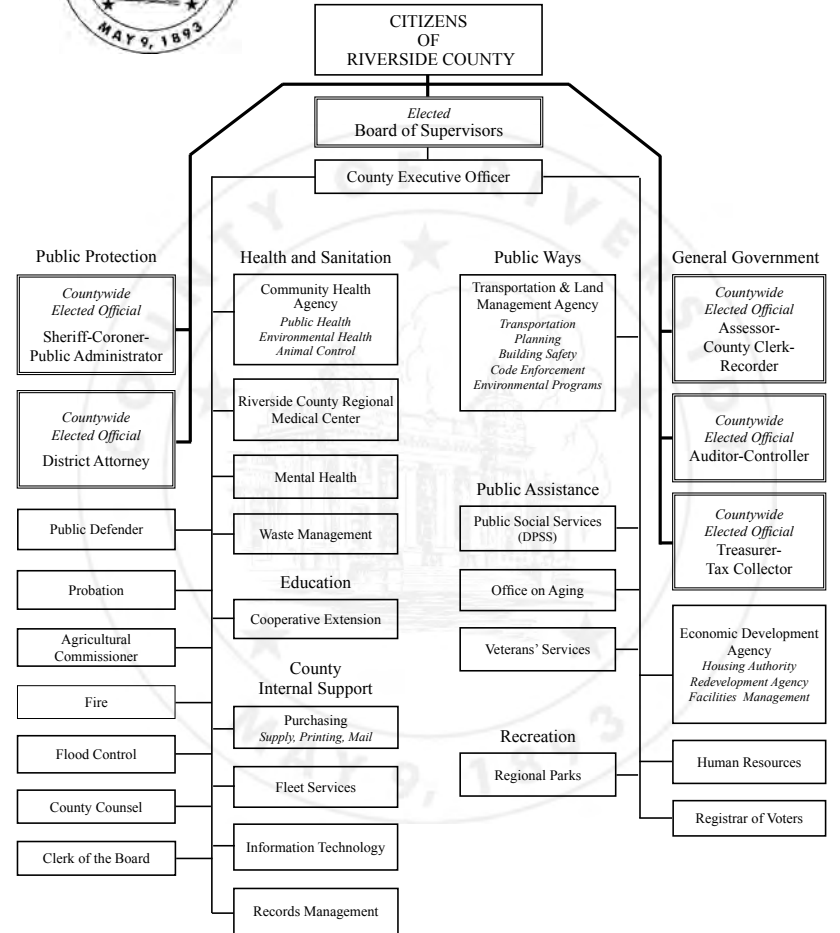 MAY 9, 1893
CITIZENS
OF
RIVERSIDE COUNTY
Elected
Board of Supervisors
County Executive Officer
Public Protection
Countywide
Elected Official
Sheriff-Coroner-
Public Administrator
Countywide
Elected Official
District Attorney
Public Defender
Probation
Agricultural
Commissioner
Fire
Flood Control
County Counsel
Clerk of the Board
Health and Sanitation
Community Health
Agency
Public Health
Environmental Health
Animal Control
Riverside County Regional
Medical Center
Mental Health
Waste Management
Education
Cooperative Extension
County
Internal Support
Purchasing
Supply, Printing, Mail
Fleet Services
Information Technology
Records Management
Public Ways
Transportation & Land
Management Agency
Transportation
Planning
Building Safety
Code Enforcement
Environmental Programs
Public Assistance
Public Social Services
(DPSS)
Office on Aging
Veterans' Services
Recreation
Regional Parks
General Government
Countywide
Elected Official
Assessor-
County Clerk-
Recorder
Countywide
Elected Official
Auditor-Controller
Countywide
Elected Official
Treasurer-
Tax Collector
Economic Development
Agency
Housing Authority
Redevelopment Agency
Facilities Management
Human Resources
Registrar of Voters
COUNTY OF RIVERSID
MAY 9, 1893